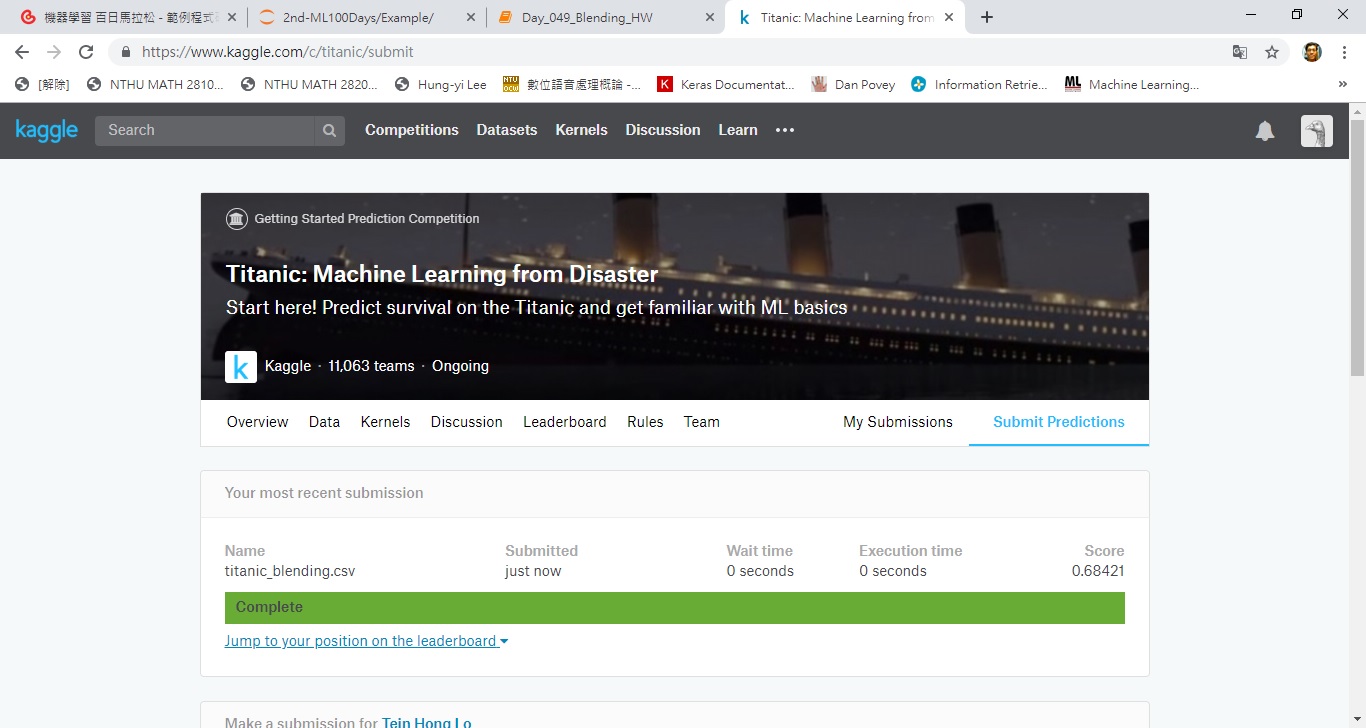 機器學習 百日馬拉松 - 範例程式
2nd-ML100Days/Example/
Day_049_Blending_HW
Titanic: Machine Learning from
https://www.kaggle.com/c/titanic/submit
[解除]
NTHU MATH 2810...
NTHU MATH 2820...
Hung-yi Lee
NTU OCW
數位語音處理概論 -...
K
Keras Documentat...
Dan Povey
Information Retrie...
ML
Machine Learning...
»
kaggle
Search
Competitions
Datasets
Kernels
Discussion
Learn
Getting Started Prediction Competition
Titanic: Machine Learning from Disaster
Start here! Predict survival on the Titanic and get familiar with ML basics
k
Kaggle · 11,063 teams · Ongoing
Overview
Data
Kernels
Discussion
Leaderboard
Rules
Team
My Submissions
Submit Predictions
Your most recent submission
Name
Submitted
Wait time
Execution time
Score
titanic_blending.csv
just now
0 seconds
0 seconds
0.68421
Complete
Jump to your position on the leaderboard
Make a submission for Tein Hong Lo